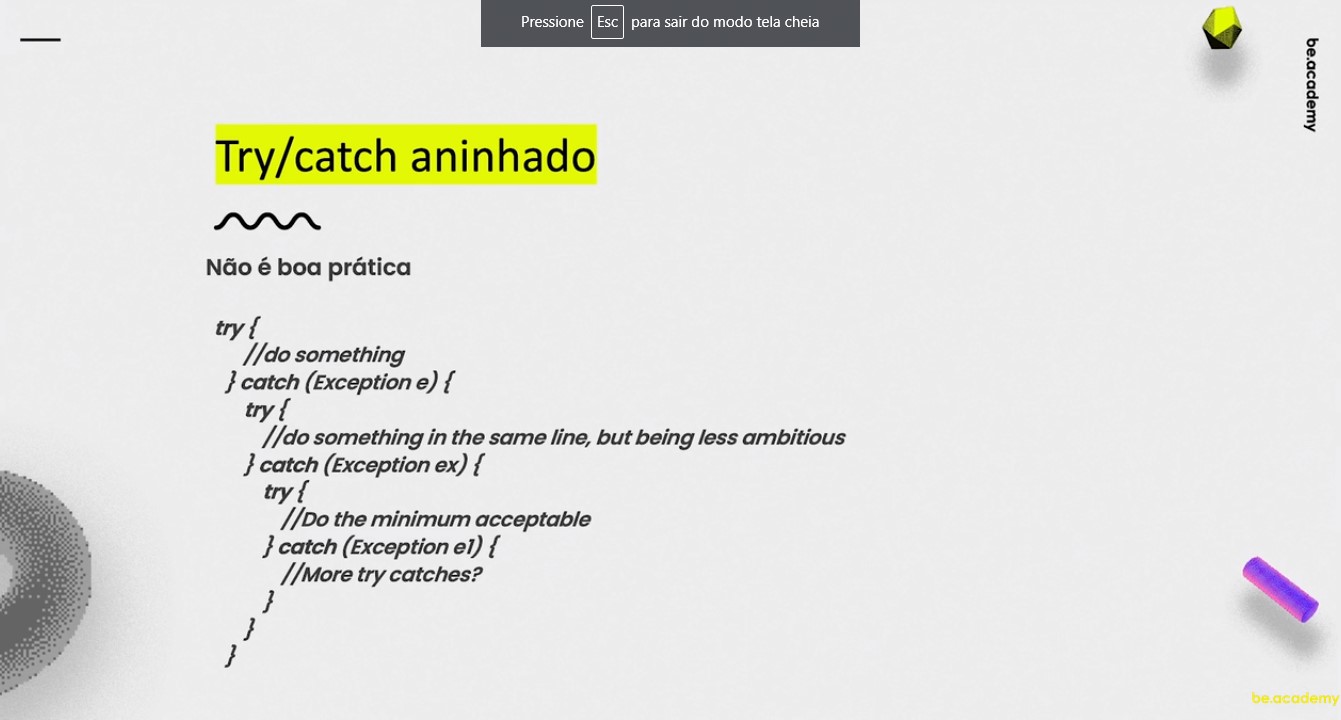 Pressione Esc para sair do modo tela cheia
be.academy
Try/catch aninhado
Não é boa prática
try {
//do something
} catch (Exception e) {
try {
//do something in the same line, but being less ambitious
} catch (Exception ex) {
try {
//Do the minimum acceptable
} catch (Exception e1) {
//More try catches?
}
}
}
be.academy